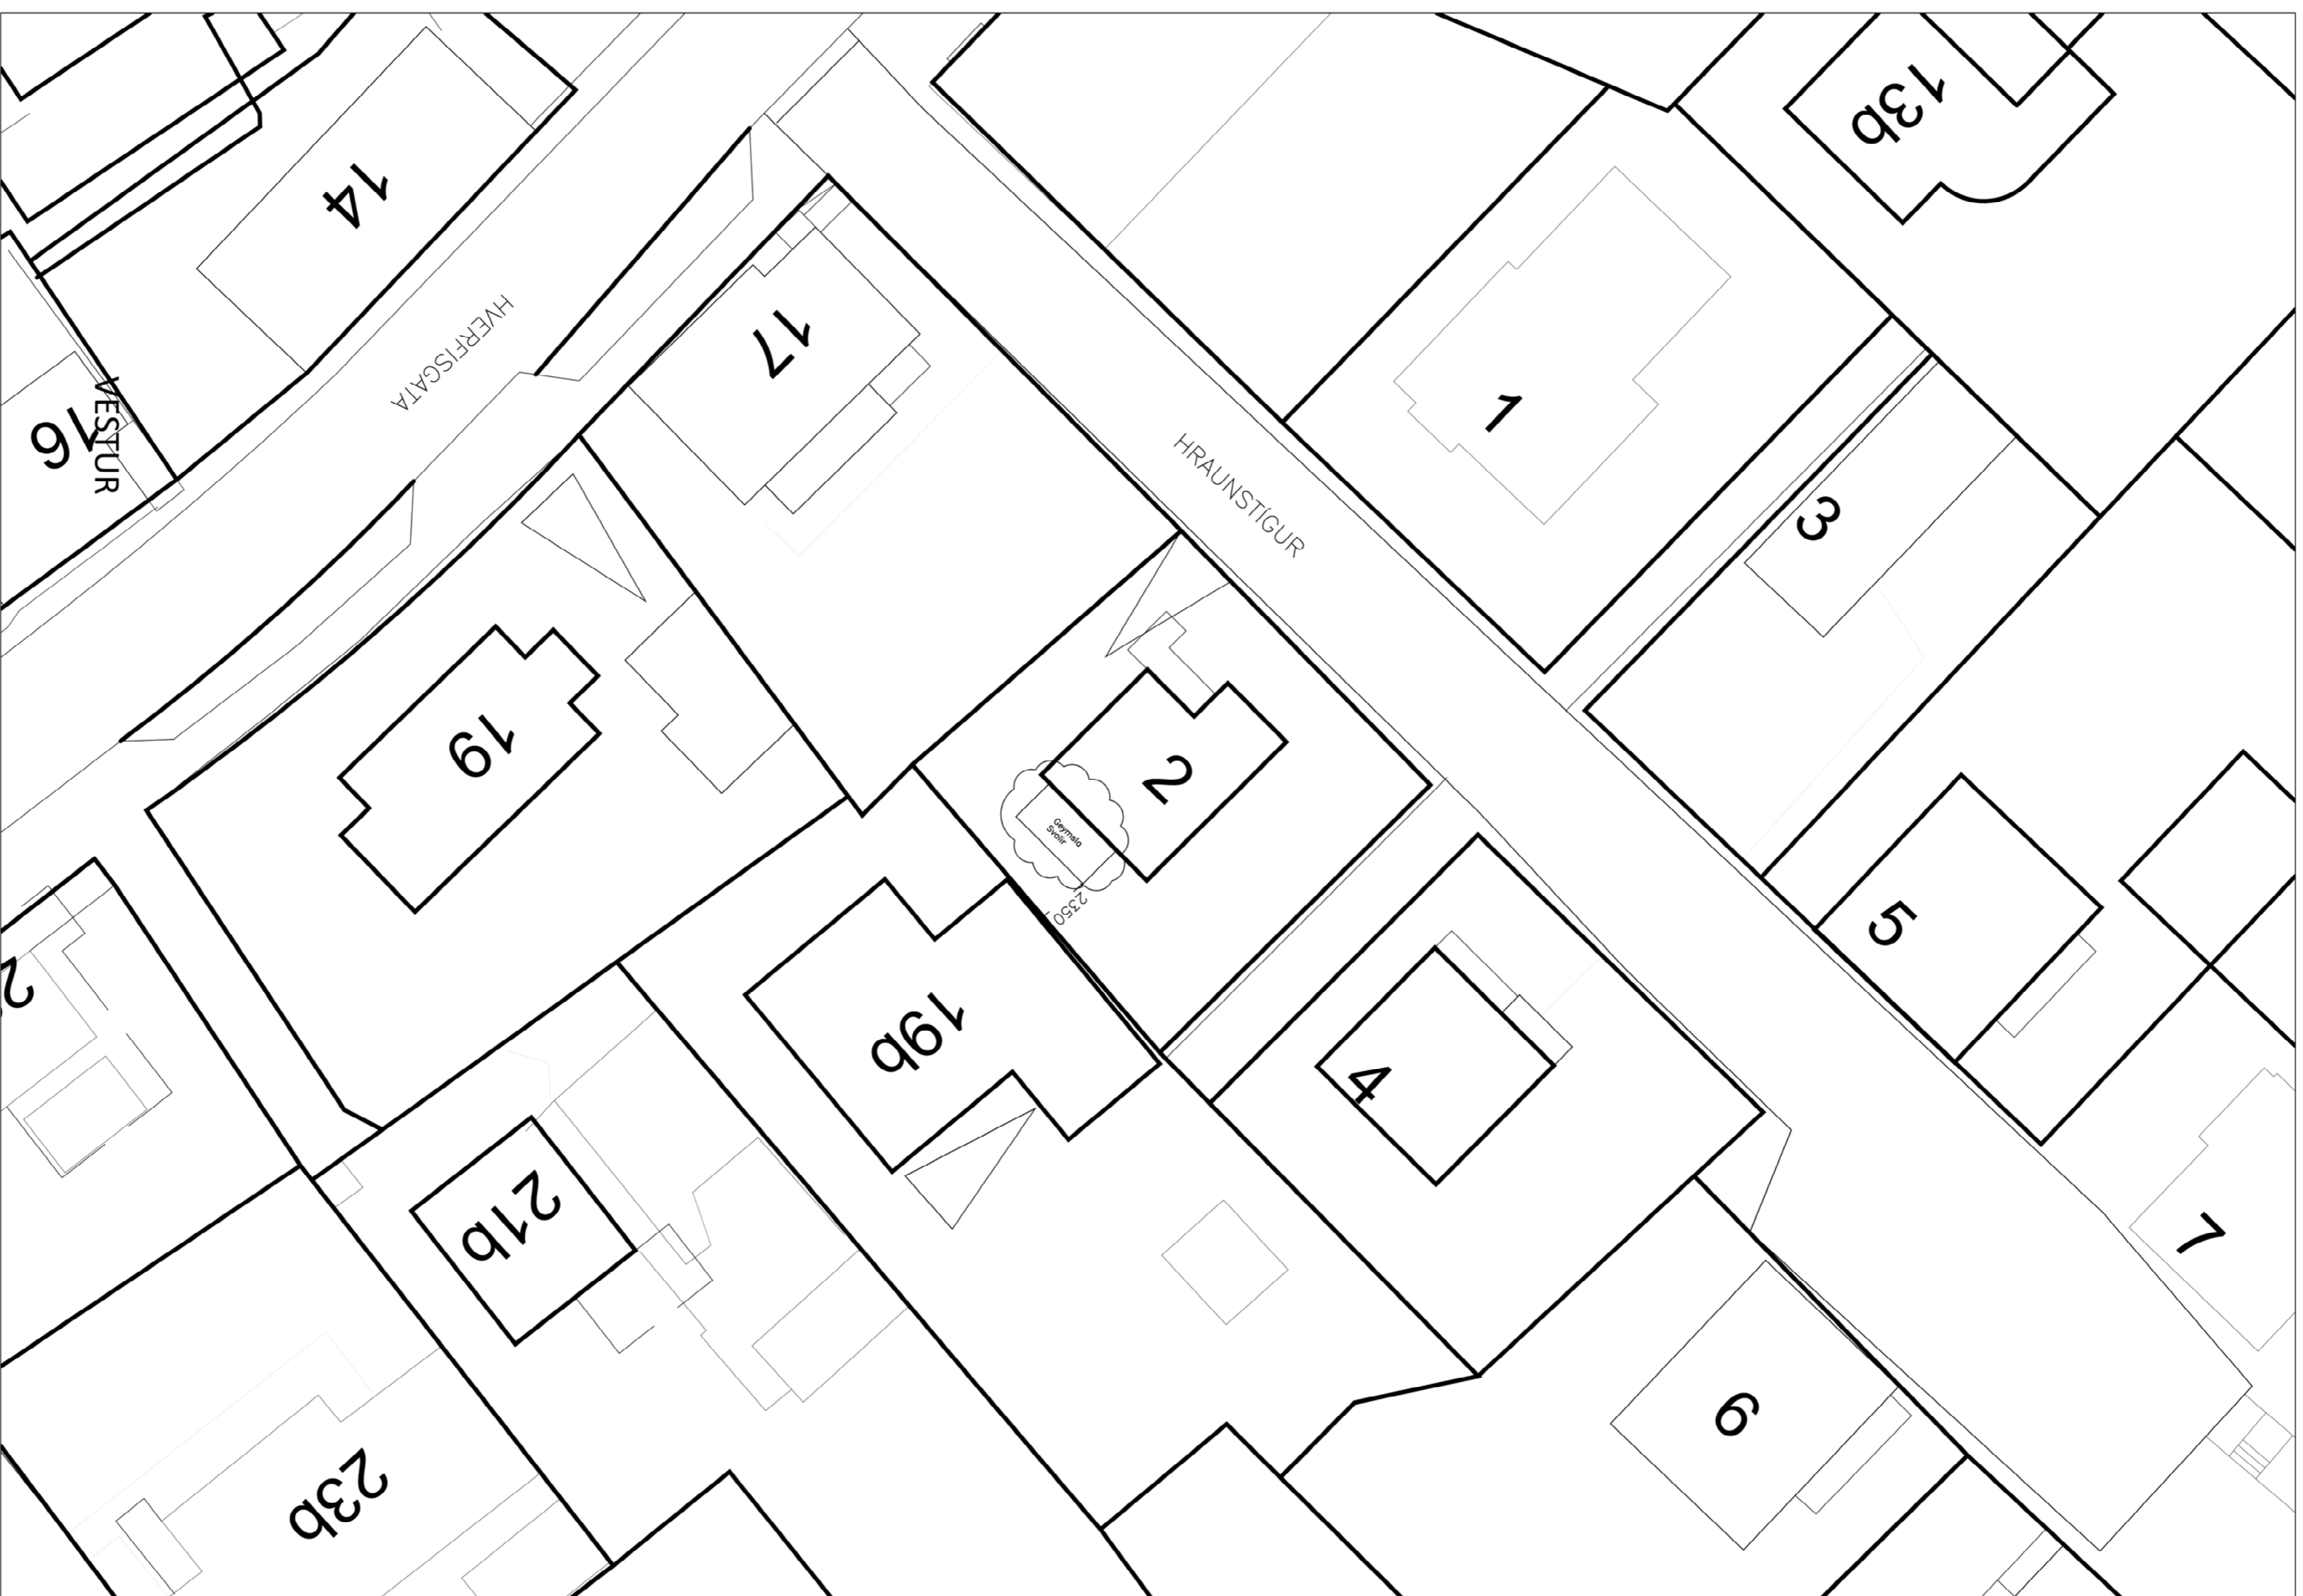 13b
14
HVERFISGATA
17
VESTUR
16
1
HRAUNSTÍGUR
3
19
2
Geymsla
Svalir
2350
5
2
19b
4
21b
7
6
23b